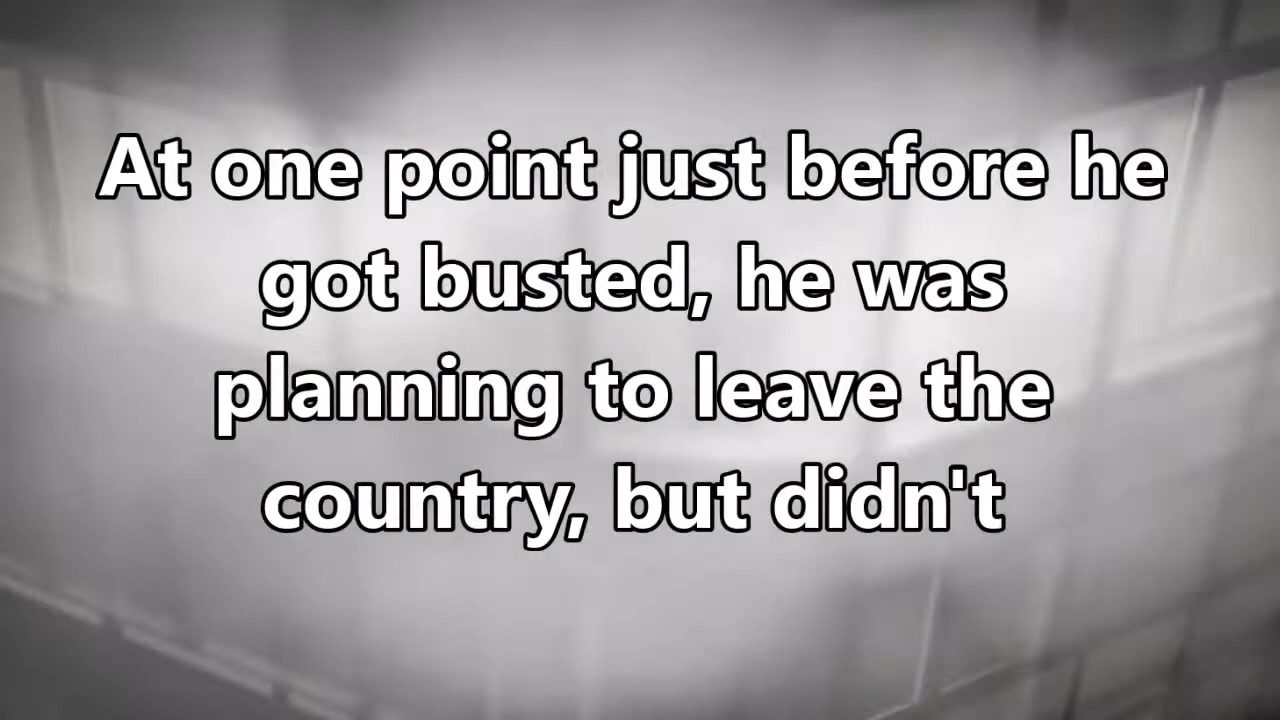 At one point just before he
got busted, he was
planning to leave the
country, but didn't